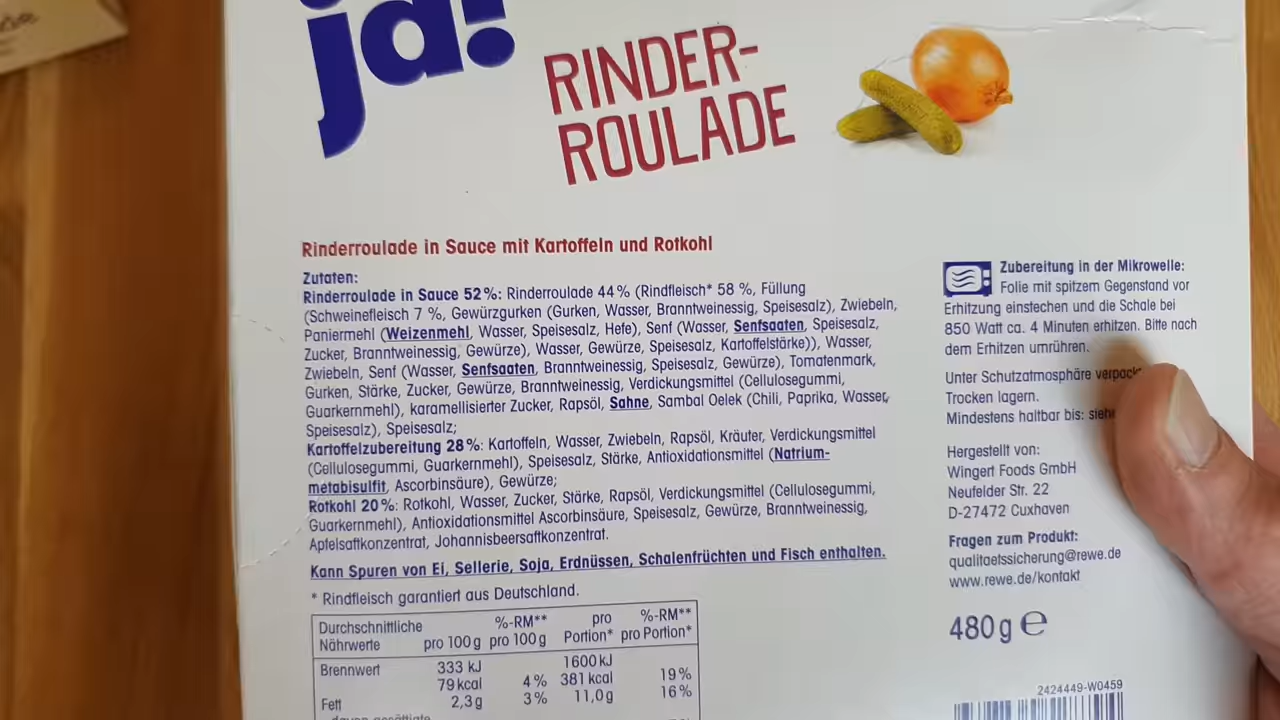 ja!
RINDER-
ROULADE
Rinderroulade in Sauce mit Kartoffeln und Rotkohl
Zutaten:
Rinderroulade in Sauce 52%: Rinderroulade 44% (Rindfleisch* 58 %, Füllung
(Schweinefleisch 7 %, Gewürzgurken (Gurken, Wasser, Branntweinessig, Speisesalz), Zwiebeln,
Paniermehl (Weizenmehl, Wasser, Speisesalz, Hefe), Senf (Wasser, Senfsaaten, Speisesalz,
Zucker, Branntweinessig, Gewürze), Wasser, Gewürze, Speisesalz, Kartoffelstärke)), Wasser,
Zwiebeln, Senf (Wasser, Senfsaaten, Branntweinessig, Speisesalz, Gewürze), Tomatenmark,
Gurken, Stärke, Zucker, Gewürze, Branntweinessig, Verdickungsmittel (Cellulosegummi,
Guarkernmehl), karamellisierter Zucker, Rapsöl, Sahne, Sambal Oelek (Chili, Paprika, Wasser,
Speisesalz), Speisesalz;
Kartoffelzubereitung 28%: Kartoffeln, Wasser, Zwiebeln, Rapsöl, Kräuter, Verdickungsmittel
(Cellulosegummi, Guarkernmehl), Speisesalz, Stärke, Antioxidationsmittel (Natrium-
metabisulfit, Ascorbinsäure), Gewürze;
Rotkohl 20%: Rotkohl, Wasser, Zucker, Stärke, Rapsöl, Verdickungsmittel (Cellulosegummi,
Guarkernmehl), Antioxidationsmittel Ascorbinsäure, Speisesalz, Gewürze, Branntweinessig,
Apfelsaftkonzentrat, Johannisbeersaftkonzentrat.
Kann Spuren von Ei, Sellerie, Soja, Erdnüssen, Schalenfrüchten und Fisch enthalten.
* Rindfleisch garantiert aus Deutschland.
Durchschnittliche %-RM** pro %-RM**
Nährwerte pro 100g pro 100g Portion* pro Portion*
Brennwert 333 kJ 1600 kJ
79 kcal 4% 381 kcal 19%
Fett 2,3g 3% 11,0g 16%
davon gesättigte
Zubereitung in der Mikrowelle:
Folie mit spitzem Gegenstand vor
Erhitzung einstechen und die Schale bei
850 Watt ca. 4 Minuten erhitzen. Bitte nach
dem Erhitzen umrühren.
Unter Schutzatmosphäre verpackt
Trocken lagern.
Mindestens haltbar bis: siehe
Hergestellt von:
Wingert Foods GmbH
Neufelder Str. 22
D-27472 Cuxhaven
Fragen zum Produkt:
qualitaetssicherung@rewe.de
www.rewe.de/kontakt
480g e
2424449-W0459